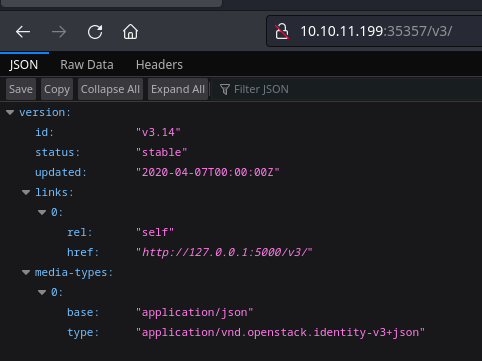 10.10.11.199:35357/v3/
JSON Raw Data Headers
Save Copy Collapse All Expand All Filter JSON
version:
id: "v3.14"
status: "stable"
updated: "2020-04-07T00:00:00Z"
links:
0:
rel: "self"
href: "http://127.0.0.1:5000/v3/"
media-types:
0:
base: "application/json"
type: "application/vnd.openstack.identity-v3+json"